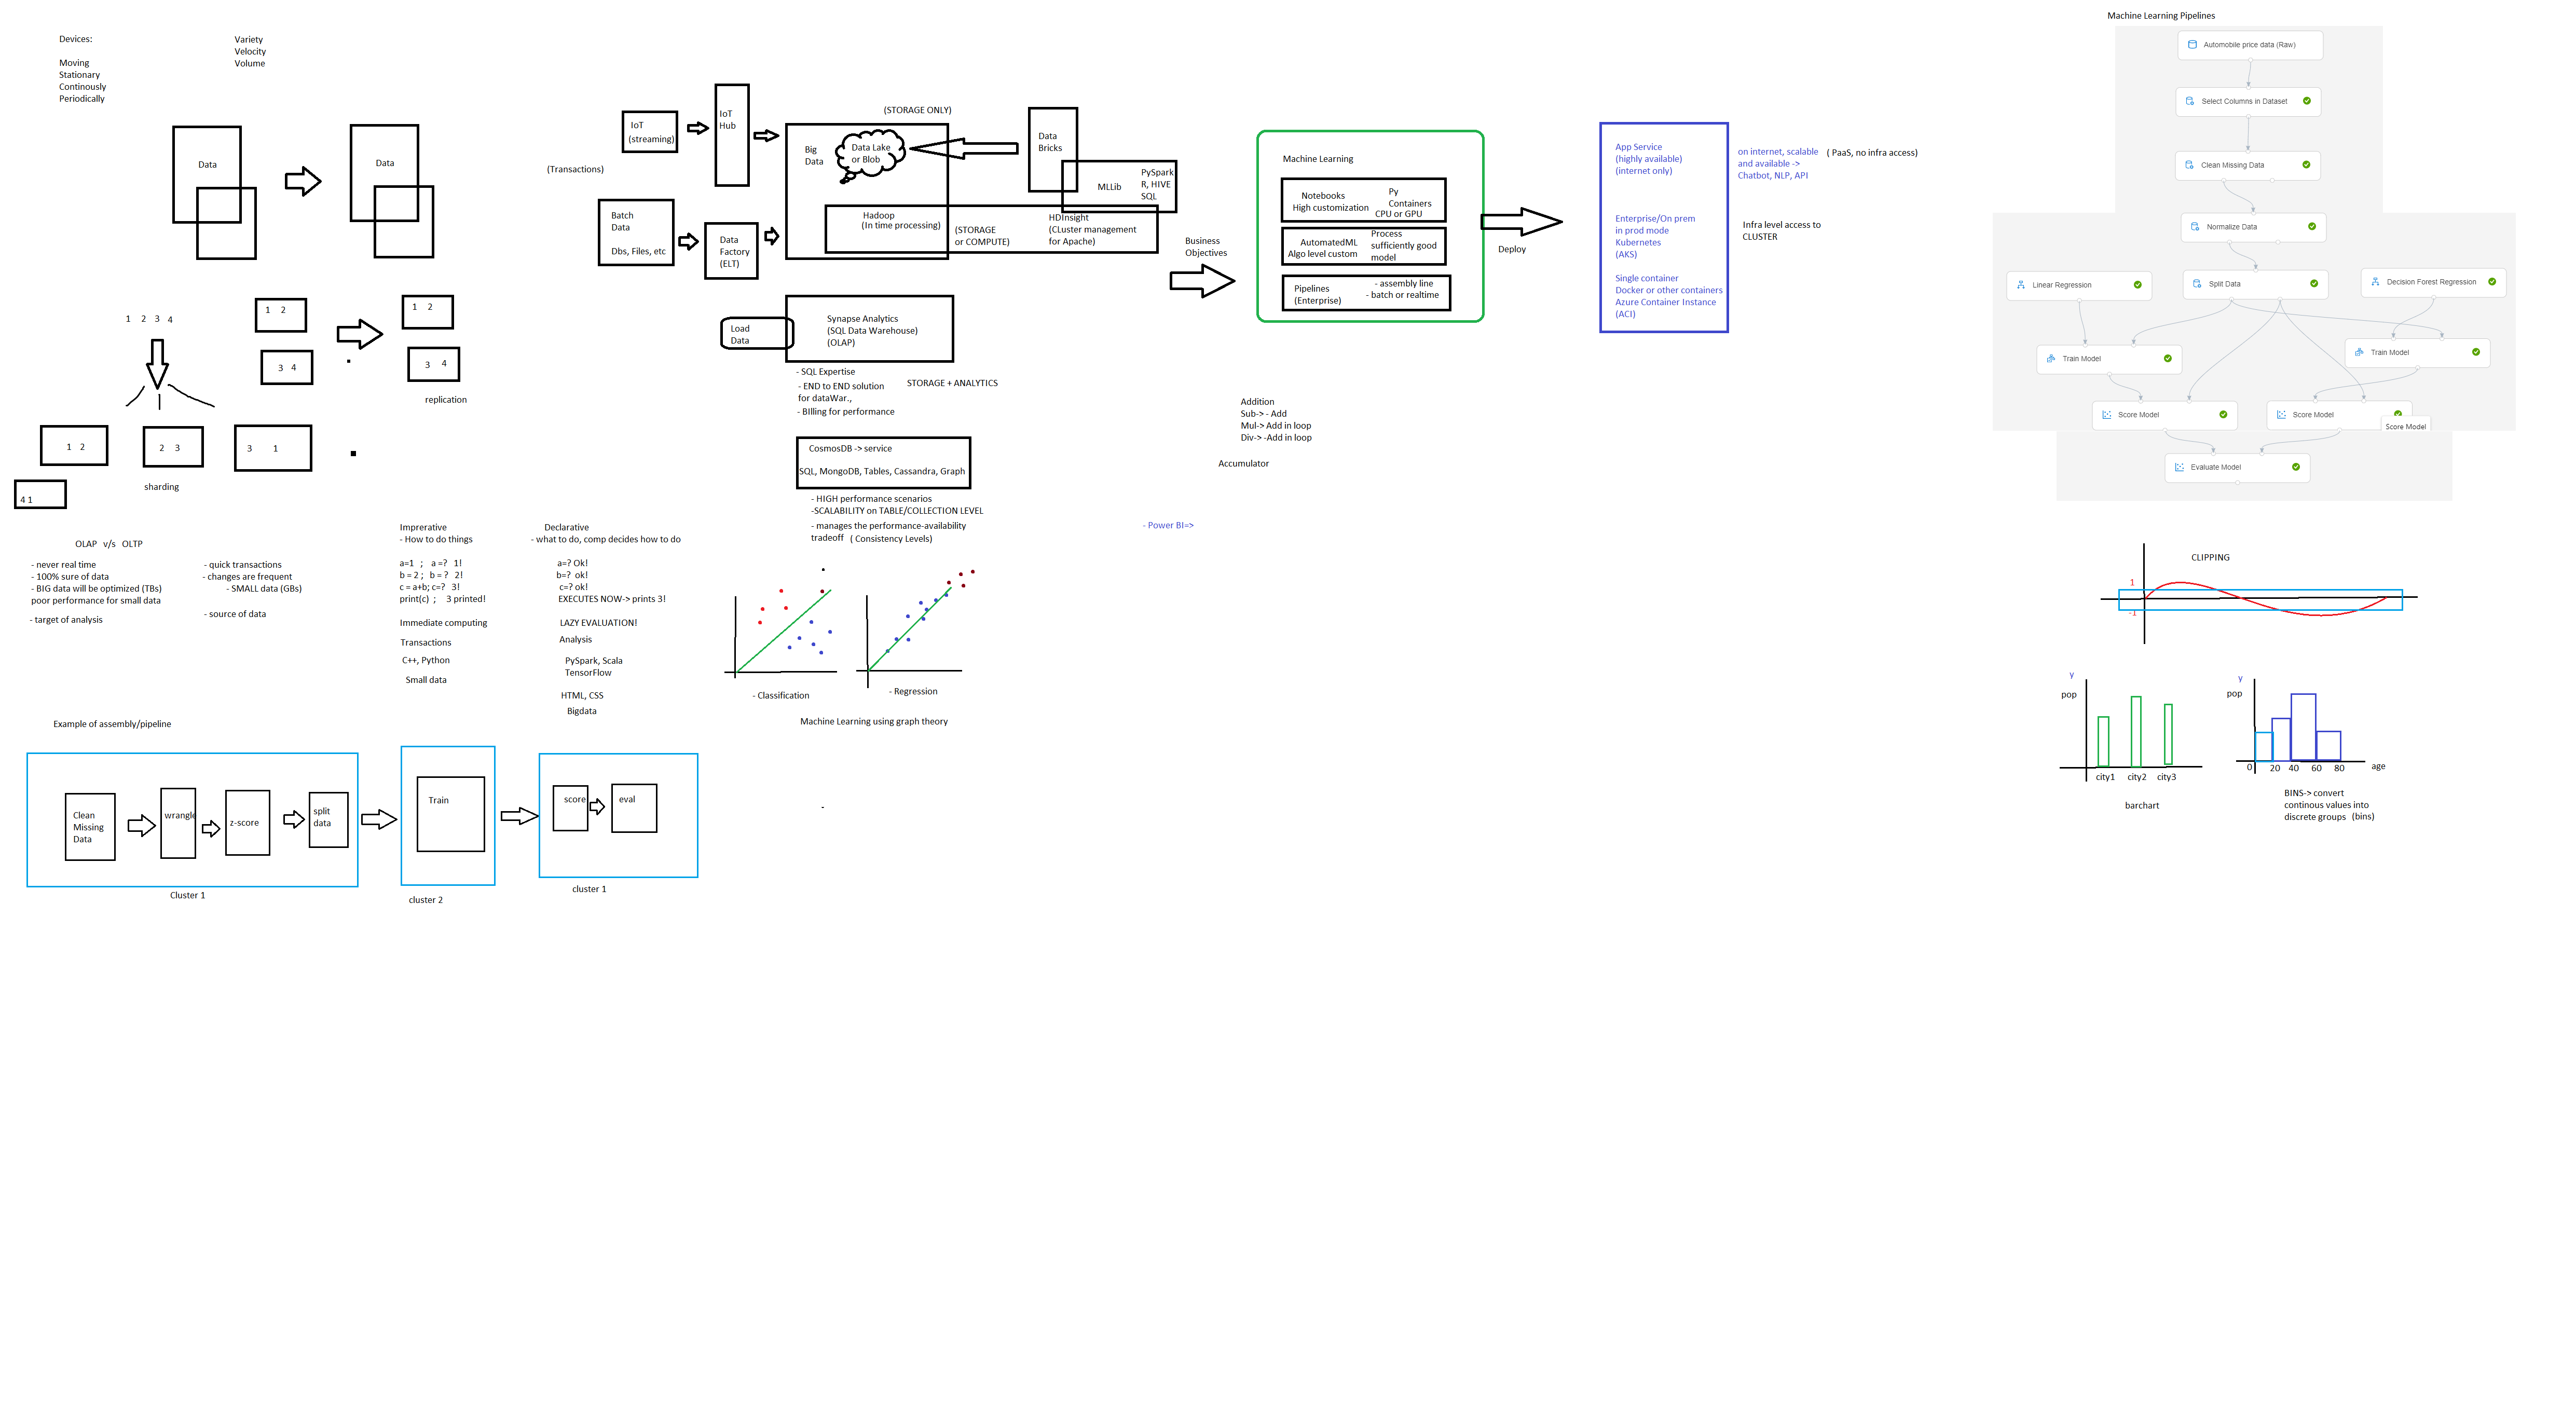 Devices:
Moving
Stationary
Continously
Periodically
Variety
Velocity
Volume
Data
Data
1 2 3 4
1 2
3 4
1 2
3 4
replication
1 2
2 3
3 1
4 1
sharding
OLAP v/s OLTP
- never real time
- 100% sure of data
- BIG data will be optimized (TBs)
poor performance for small data
- target of analysis
- quick transactions
- changes are frequent
- SMALL data (GBs)
- source of data
Imprerative
- How to do things
a=1 ; a =? 1!
b = 2 ; b = ? 2!
c = a+b; c=? 3!
print(c) ; 3 printed!
Immediate computing
Transactions
C++, Python
Small data
Declarative
- what to do, comp decides how to do
a=? Ok!
b=? ok!
c=? ok!
EXECUTES NOW-> prints 3!
LAZY EVALUATION!
Analysis
PySpark, Scala
TensorFlow
HTML, CSS
Bigdata
Example of assembly/pipeline
Clean
Missing
Data
wrangle
z-score
split
data
Cluster 1
Train
cluster 2
score
eval
cluster 1
(Transactions)
IoT
(streaming)
IoT
Hub
Batch
Data
Dbs, Files, etc
Data
Factory
(ELT)
(STORAGE ONLY)
Big
Data
Data Lake
or Blob
Data
Bricks
MLLib
PySpark
R, HIVE
SQL
Hadoop
(In time processing)
(STORAGE
or COMPUTE)
HDInsight
(CLuster management
for Apache)
Load
Data
Synapse Analytics
(SQL Data Warehouse)
(OLAP)
- SQL Expertise
- END to END solution
for dataWar.,
- BIlling for performance
STORAGE + ANALYTICS
CosmosDB -> service
SQL, MongoDB, Tables, Cassandra, Graph
- HIGH performance scenarios
-SCALABILITY on TABLE/COLLECTION LEVEL
- manages the performance-availability
tradeoff ( Consistency Levels)
- Classification
- Regression
Machine Learning using graph theory
Business
Objectives
Machine Learning
Notebooks
High customization
Py
Containers
CPU or GPU
AutomatedML
Algo level custom
Process
sufficiently good
model
Pipelines
(Enterprise)
- assembly line
- batch or realtime
Deploy
Addition
Sub-> - Add
Mul-> Add in loop
Div-> -Add in loop
Accumulator
- Power BI=>
App Service
(highly available)
(internet only)
Enterprise/On prem
in prod mode
Kubernetes
(AKS)
Single container
Docker or other containers
Azure Container Instance
(ACI)
on internet, scalable
and available ->
Chatbot, NLP, API
( PaaS, no infra access)
Infra level access to
CLUSTER
Machine Learning Pipelines
Automobile price data (Raw)
Select Columns in Dataset
Clean Missing Data
Normalize Data
Linear Regression
Split Data
Decision Forest Regression
Train Model
Train Model
Score Model
Score Model
Score Model
Evaluate Model
CLIPPING
1
-1
y
pop
city1 city2 city3
barchart
y
pop
0 20 40 60 80
age
BINS-> convert
continous values into
discrete groups (bins)